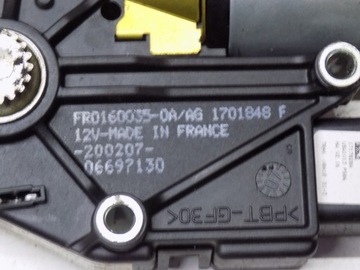 FR0160035-0A/AG 1701848 F
12V-MADE IN FRANCE
-200207-
06697130
>PBT-GF30<